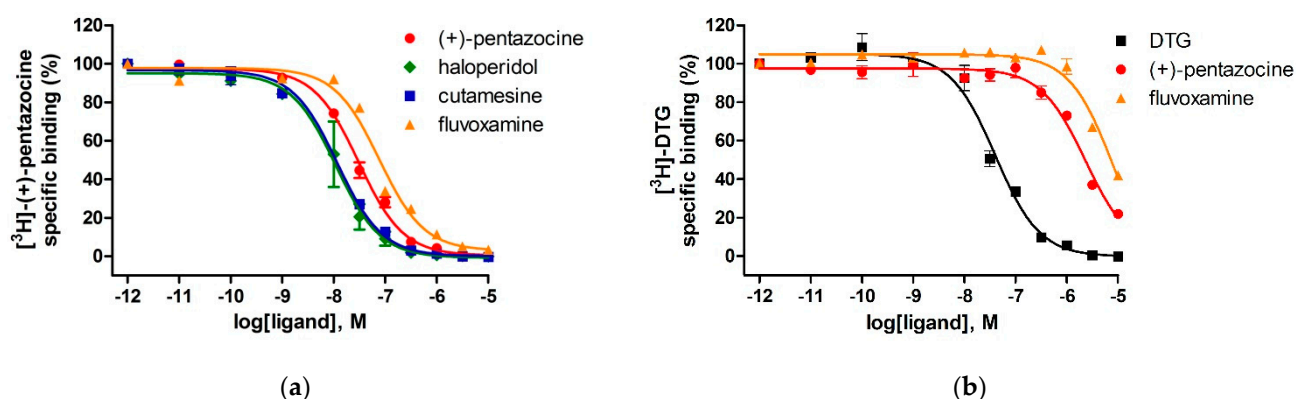 120
100
80
60
40
20
0
[³H]-(+)-pentazocine
specific binding (%)
-12 -11 -10 -9 -8 -7 -6 -5
log[ligand], M
(+)-pentazocine
haloperidol
cutamesine
fluvoxamine
(a)
120
100
80
60
40
20
0
[³H]-DTG
specific binding (%)
-12 -11 -10 -9 -8 -7 -6 -5
log[ligand], M
DTG
(+)-pentazocine
fluvoxamine
(b)